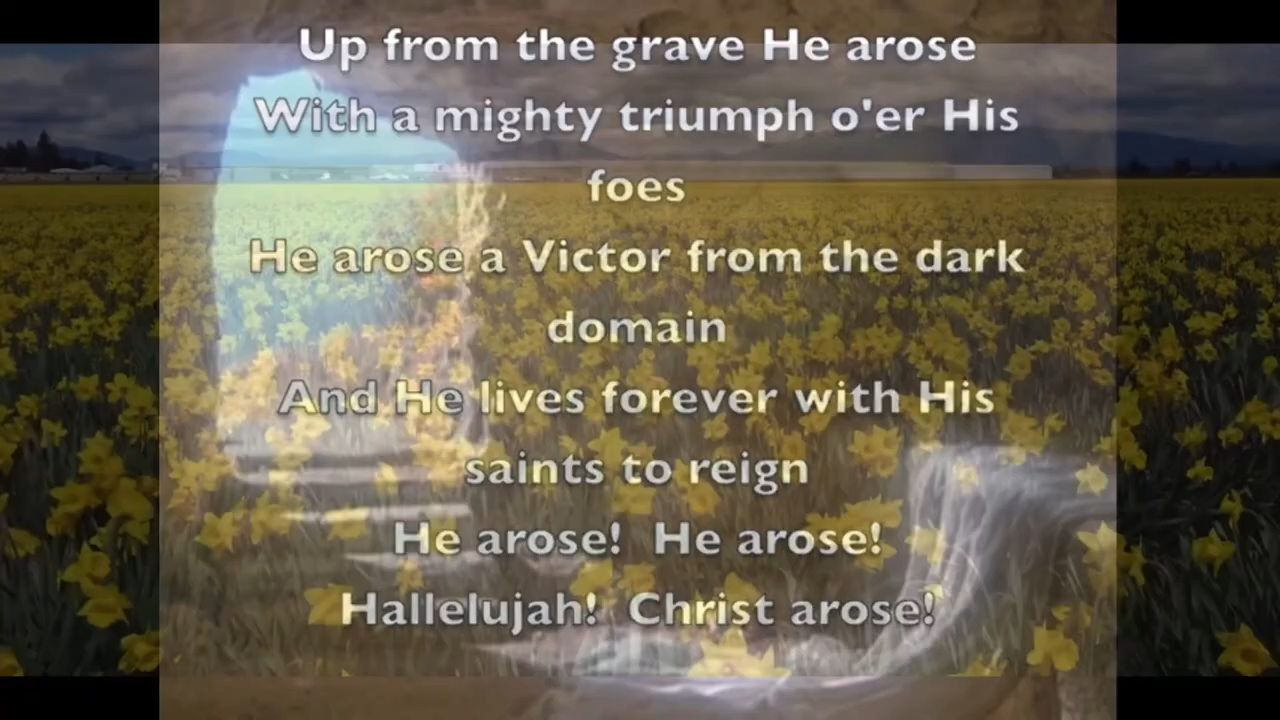 Up from the grave He arose
With a mighty triumph o'er His
foes
He arose a Victor from the dark
domain
And He lives forever with His
saints to reign
He arose!  He arose!
Hallelujah!  Christ arose!